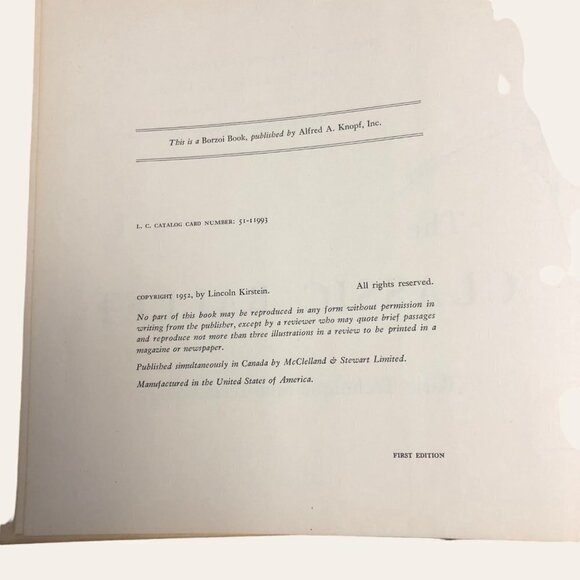 This is a Borzoi Book, published by Alfred A. Knopf, Inc.
L. C. CATALOG CARD NUMBER: 51-11993
COPYRIGHT 1952, by Lincoln Kirstein. All rights reserved.
No part of this book may be reproduced in any form without permission in
writing from the publisher, except by a reviewer who may quote brief passages
and reproduce not more than three illustrations in a review to be printed in a
magazine or newspaper.
Published simultaneously in Canada by McClelland & Stewart Limited.
Manufactured in the United States of America.
FIRST EDITION